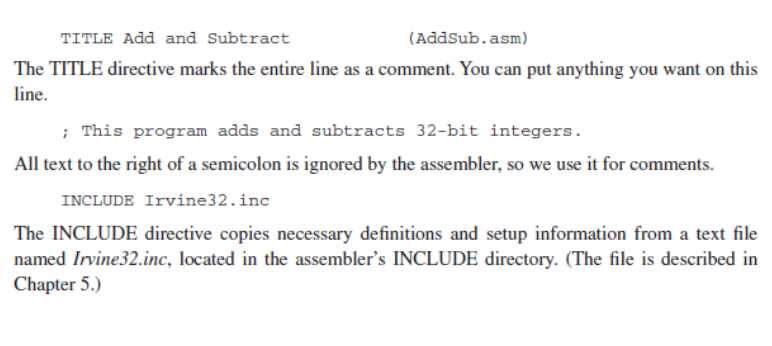 TITLE Add and Subtract (AddSub.asm)
The TITLE directive marks the entire line as a comment. You can put anything you want on this
line.
; This program adds and subtracts 32-bit integers.
All text to the right of a semicolon is ignored by the assembler, so we use it for comments.
INCLUDE Irvine32.inc
The INCLUDE directive copies necessary definitions and setup information from a text file
named Irvine32.inc, located in the assembler's INCLUDE directory. (The file is described in
Chapter 5.)